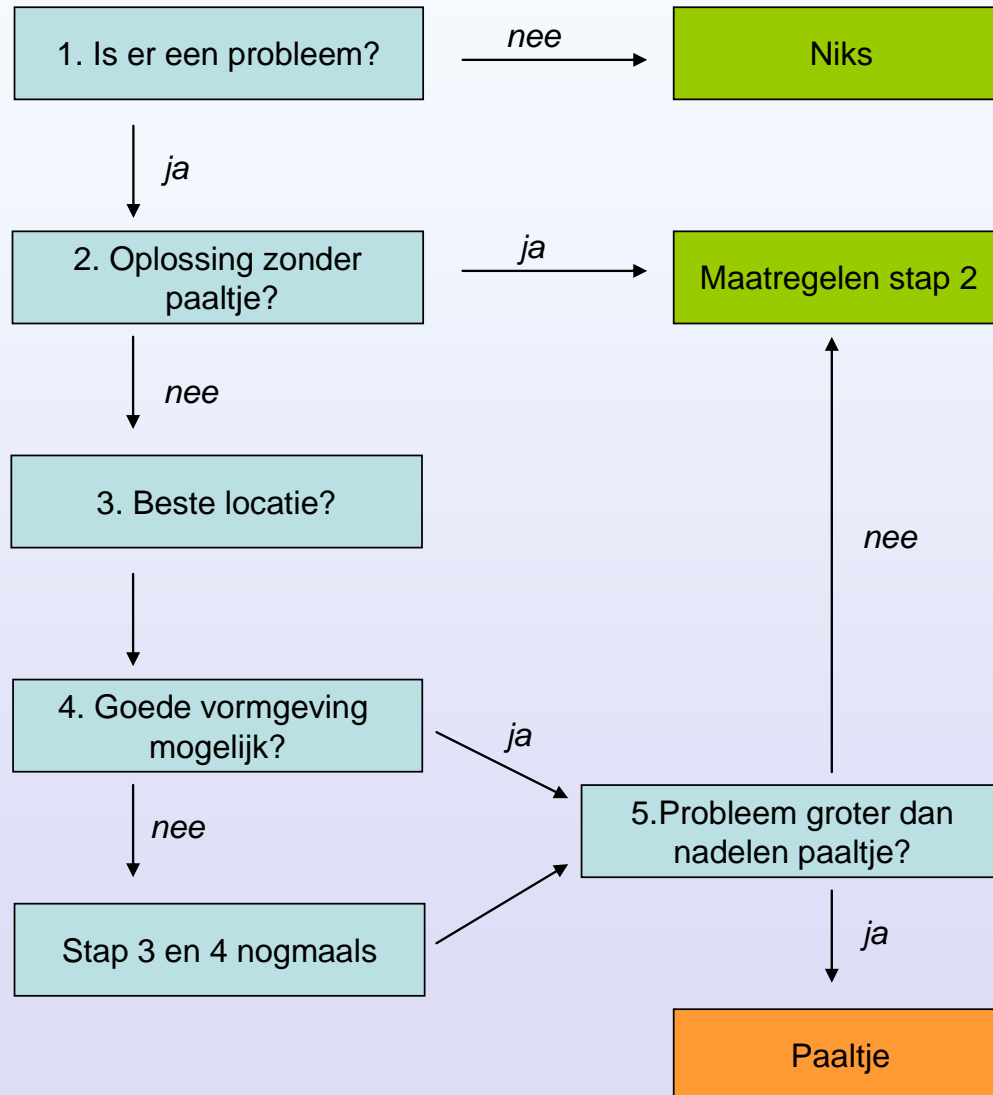 1. Is er een probleem?
nee
Niks
ja
2. Oplossing zonder
paaltje?
ja
Maatregelen stap 2
nee
3. Beste locatie?
nee
4. Goede vormgeving
mogelijk?
ja
nee
5.Probleem groter dan
nadelen paaltje?
Stap 3 en 4 nogmaals
ja
Paaltje